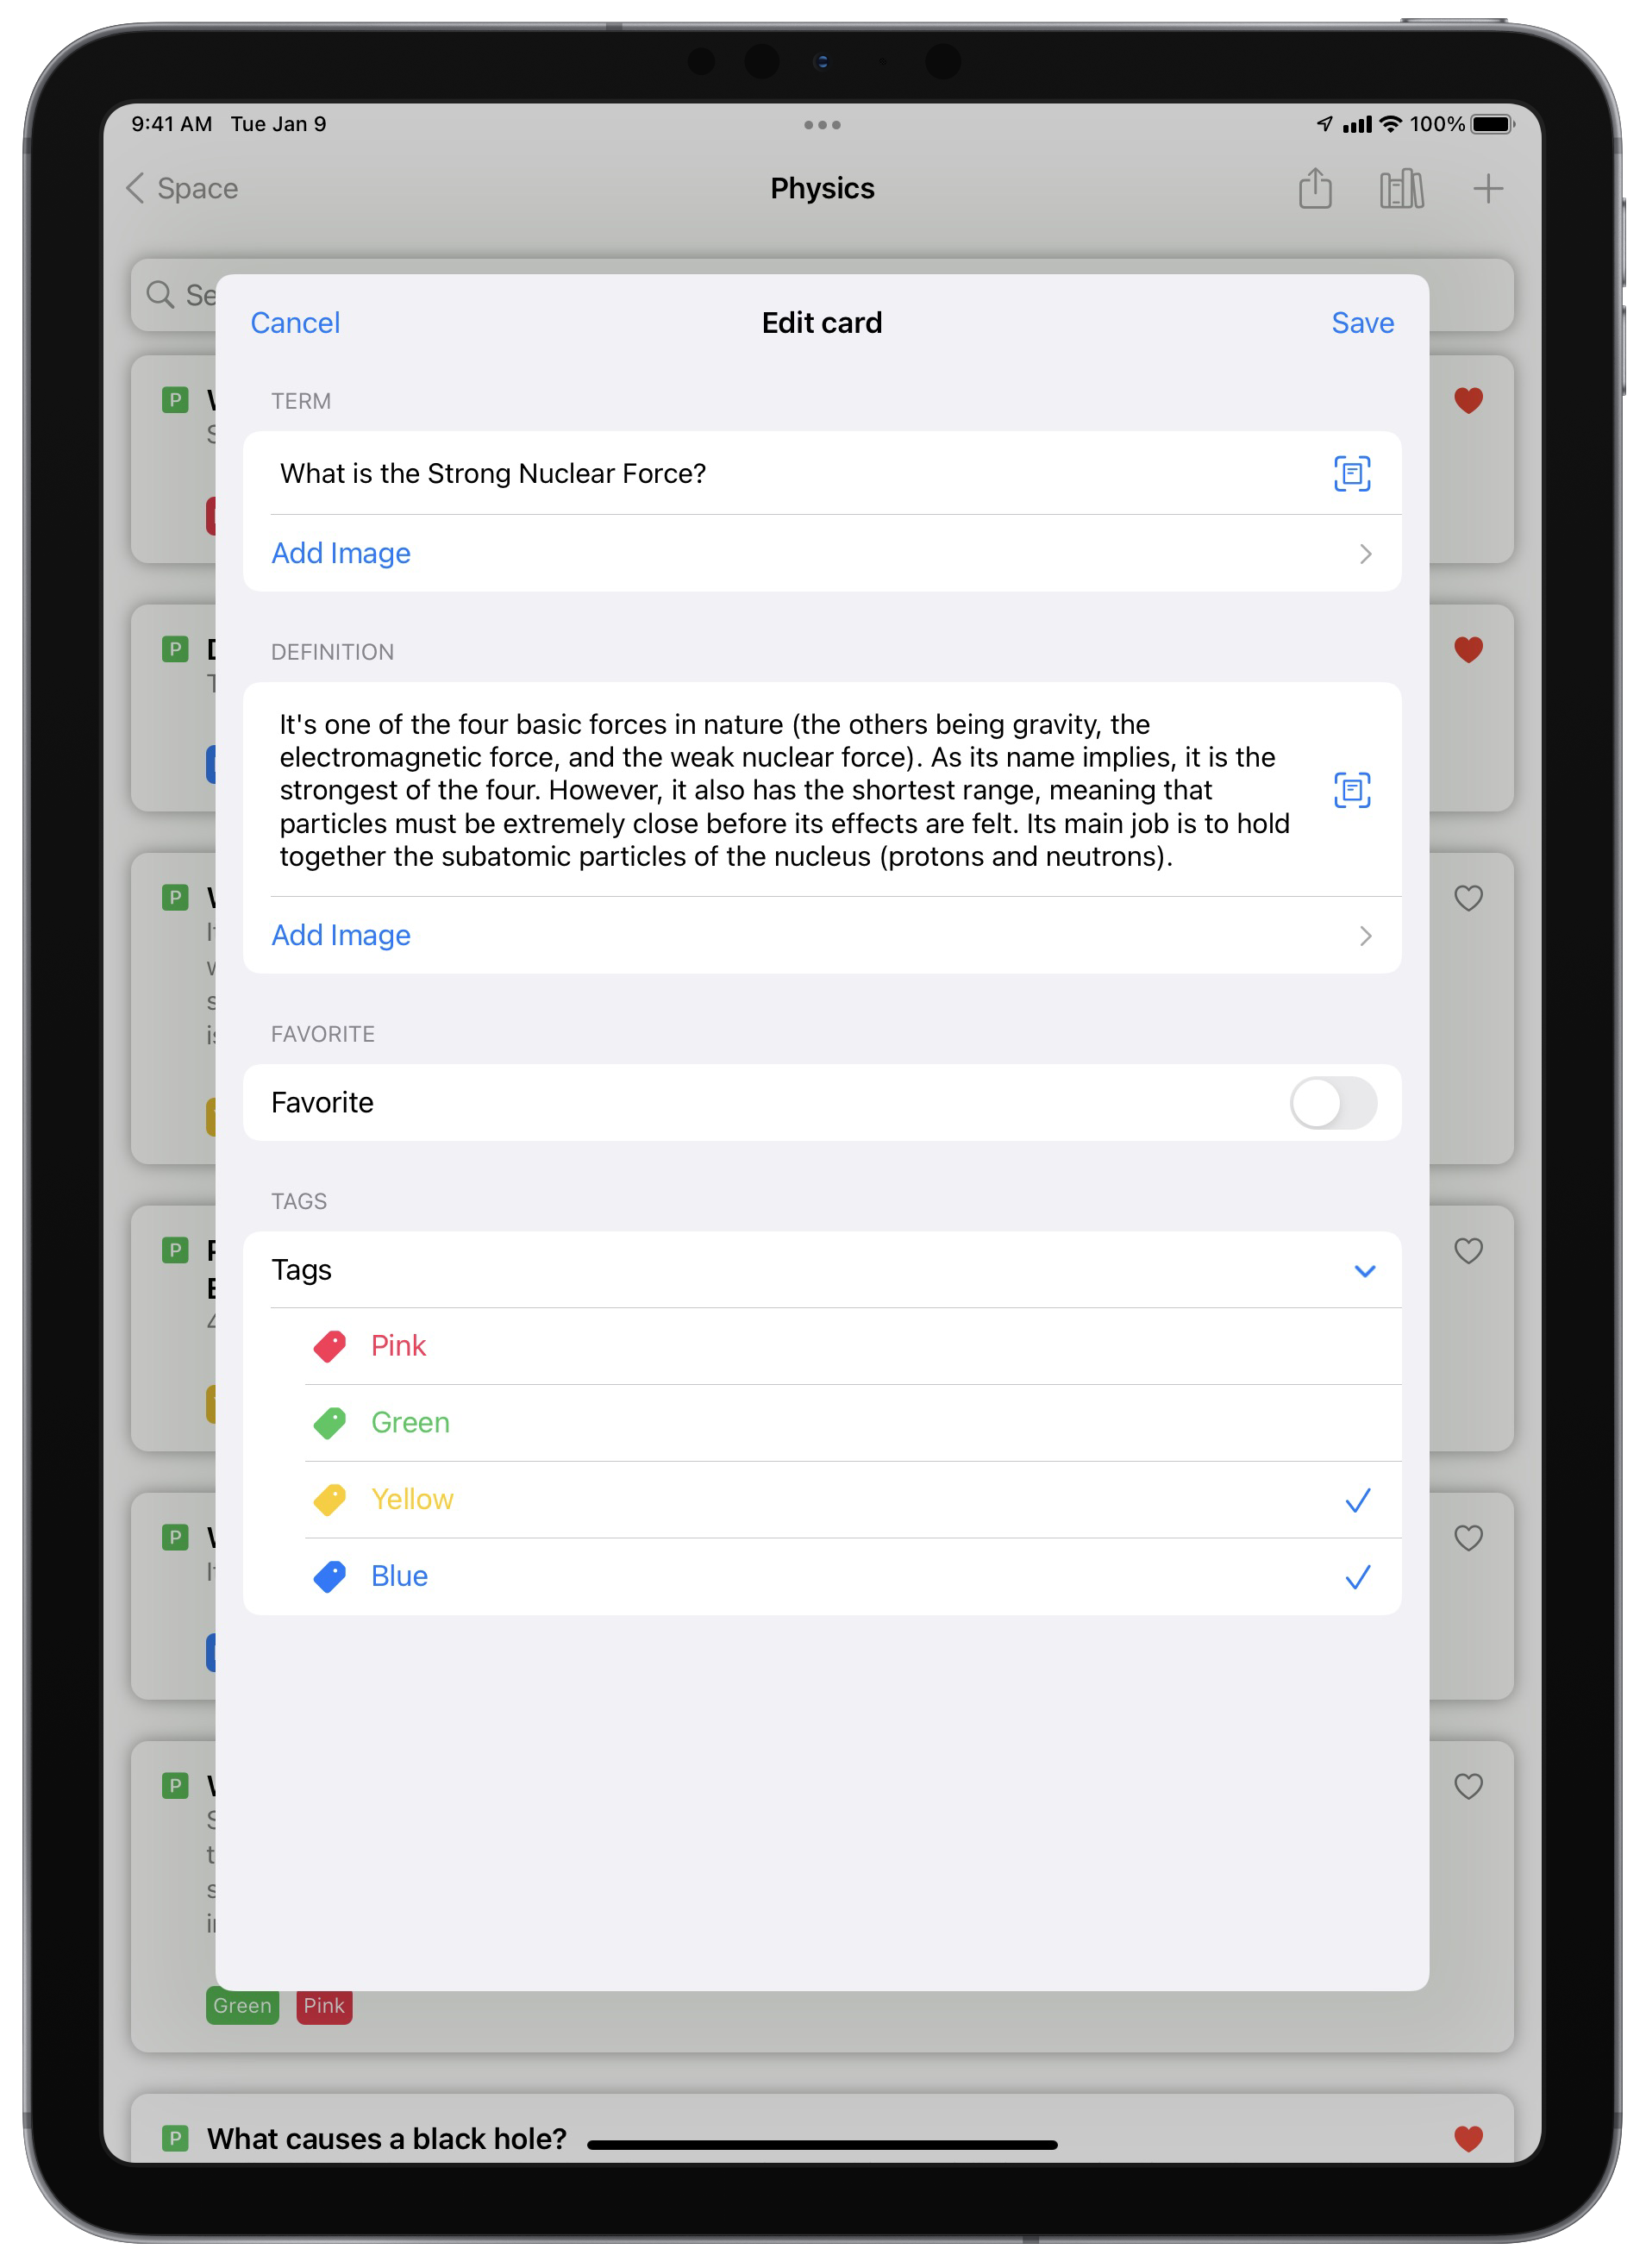 9:41 AM Tue Jan 9
100%
Space
Physics
Cancel
Edit card
Save
TERM
What is the Strong Nuclear Force?
Add Image
DEFINITION
It's one of the four basic forces in nature (the others being gravity, the
electromagnetic force, and the weak nuclear force). As its name implies, it is the
strongest of the four. However, it also has the shortest range, meaning that
particles must be extremely close before its effects are felt. Its main job is to hold
together the subatomic particles of the nucleus (protons and neutrons).
Add Image
FAVORITE
Favorite
TAGS
Tags
Pink
Green
Yellow
Blue
P
P
P
P
P
P
Green Pink
P What causes a black hole?